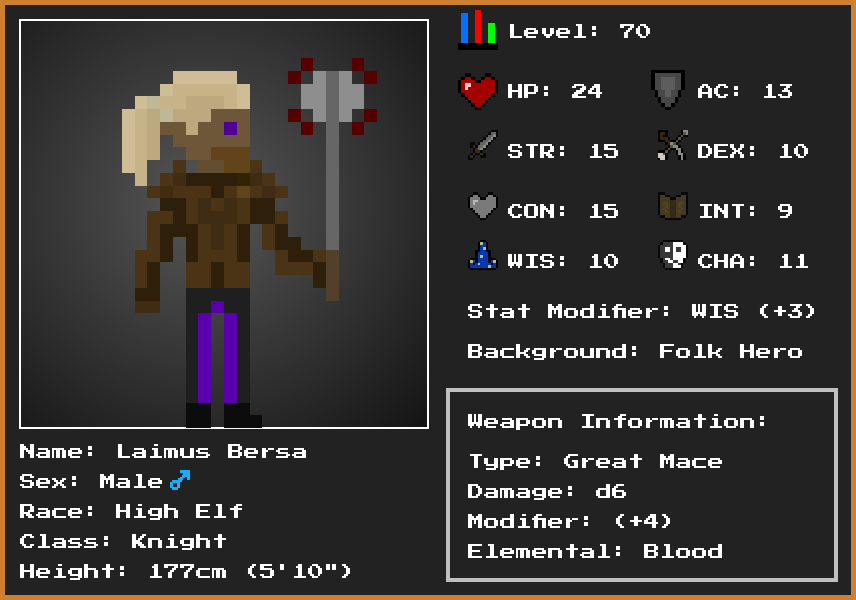 Level: 70
HP: 24
AC: 13
STR: 15
DEX: 10
CON: 15
INT: 9
WIS: 10
CHA: 11
Stat Modifier: WIS (+3)
Background: Folk Hero
Weapon Information:
Type: Great Mace
Damage: d6
Modifier: (+4)
Elemental: Blood
Name: Laimus Bersa
Sex: Male♂
Race: High Elf
Class: Knight
Height: 177cm (5'10")